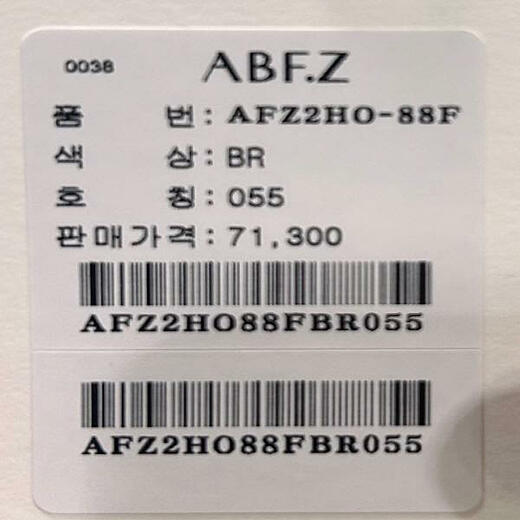 0038 ABF.Z
품 번 : AFZ2HO-88F
색 상 : BR
호 칭 : 055
판매가격 : 71,300
AFZ2HO88FBR055
AFZ2HO88FBR055